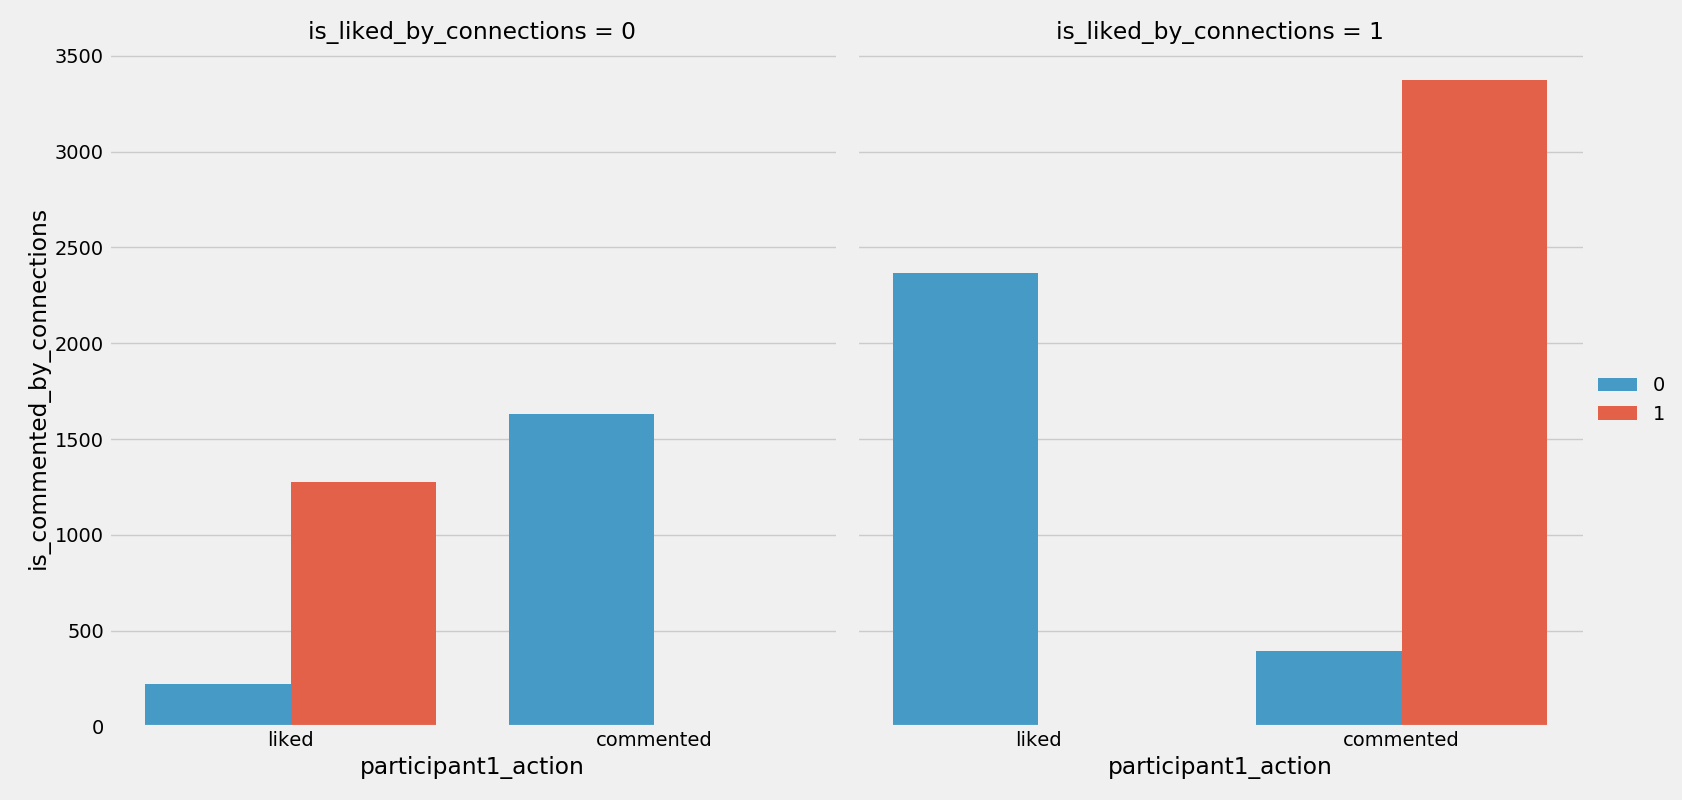 is_liked_by_connections = 0
is_liked_by_connections = 1
3500
3000
2500
2000
1500
1000
500
0
is_commented_by_connections
liked
commented
liked
commented
participant1_action
participant1_action
0
1